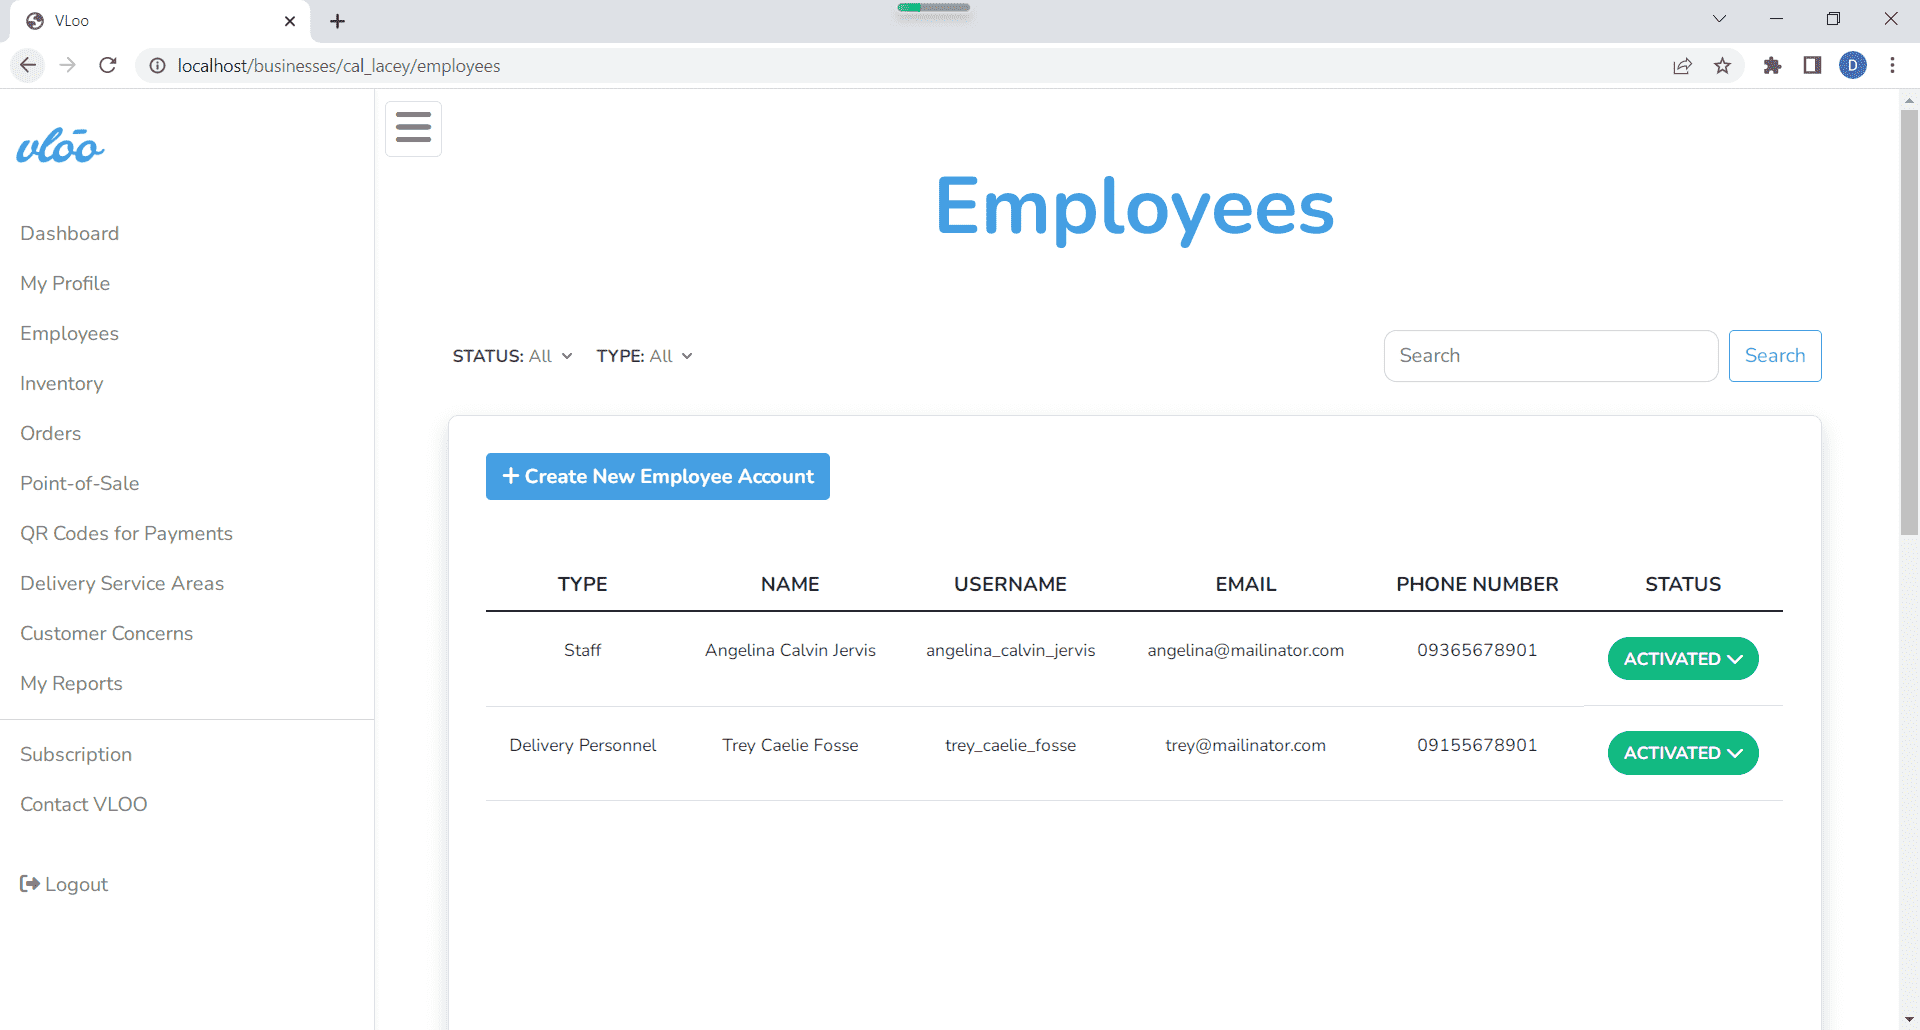 VLoo
localhost/businesses/cal_lacey/employees
D
vlōo
Dashboard
My Profile
Employees
Inventory
Orders
Point-of-Sale
QR Codes for Payments
Delivery Service Areas
Customer Concerns
My Reports
Subscription
Contact VLOO
Logout
Employees
STATUS: All TYPE: All
Search Search
+ Create New Employee Account
TYPE NAME USERNAME EMAIL PHONE NUMBER STATUS
Staff Angelina Calvin Jervis angelina_calvin_jervis angelina@mailinator.com 09365678901 ACTIVATED
Delivery Personnel Trey Caelie Fosse trey_caelie_fosse trey@mailinator.com 09155678901 ACTIVATED